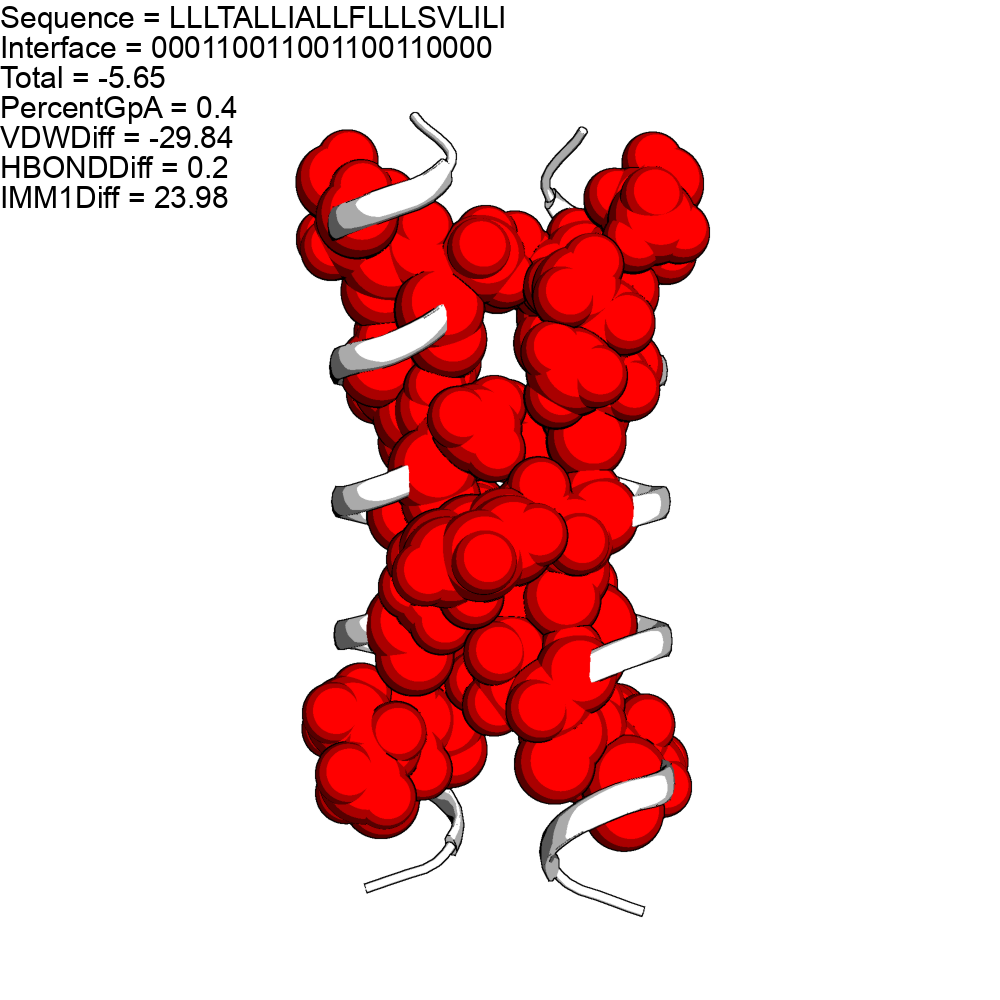 Sequence = LLLTALLIALLFLLLSVLILI
Interface = 000110011001100110000
Total = -5.65
PercentGpA = 0.4
VDWDiff = -29.84
HBONDDiff = 0.2
IMM1Diff = 23.98